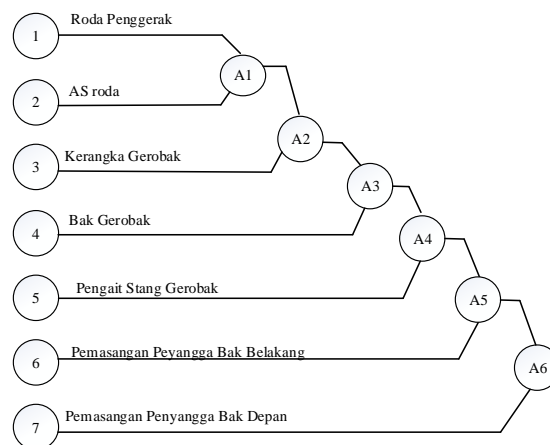 1 Roda Penggerak
A1
2 AS roda
A2
3 Kerangka Gerobak
A3
4 Bak Gerobak
A4
5 Pengait Stang Gerobak
A5
6 Pemasangan Peyangga Bak Belakang
A6
7 Pemasangan Penyangga Bak Depan